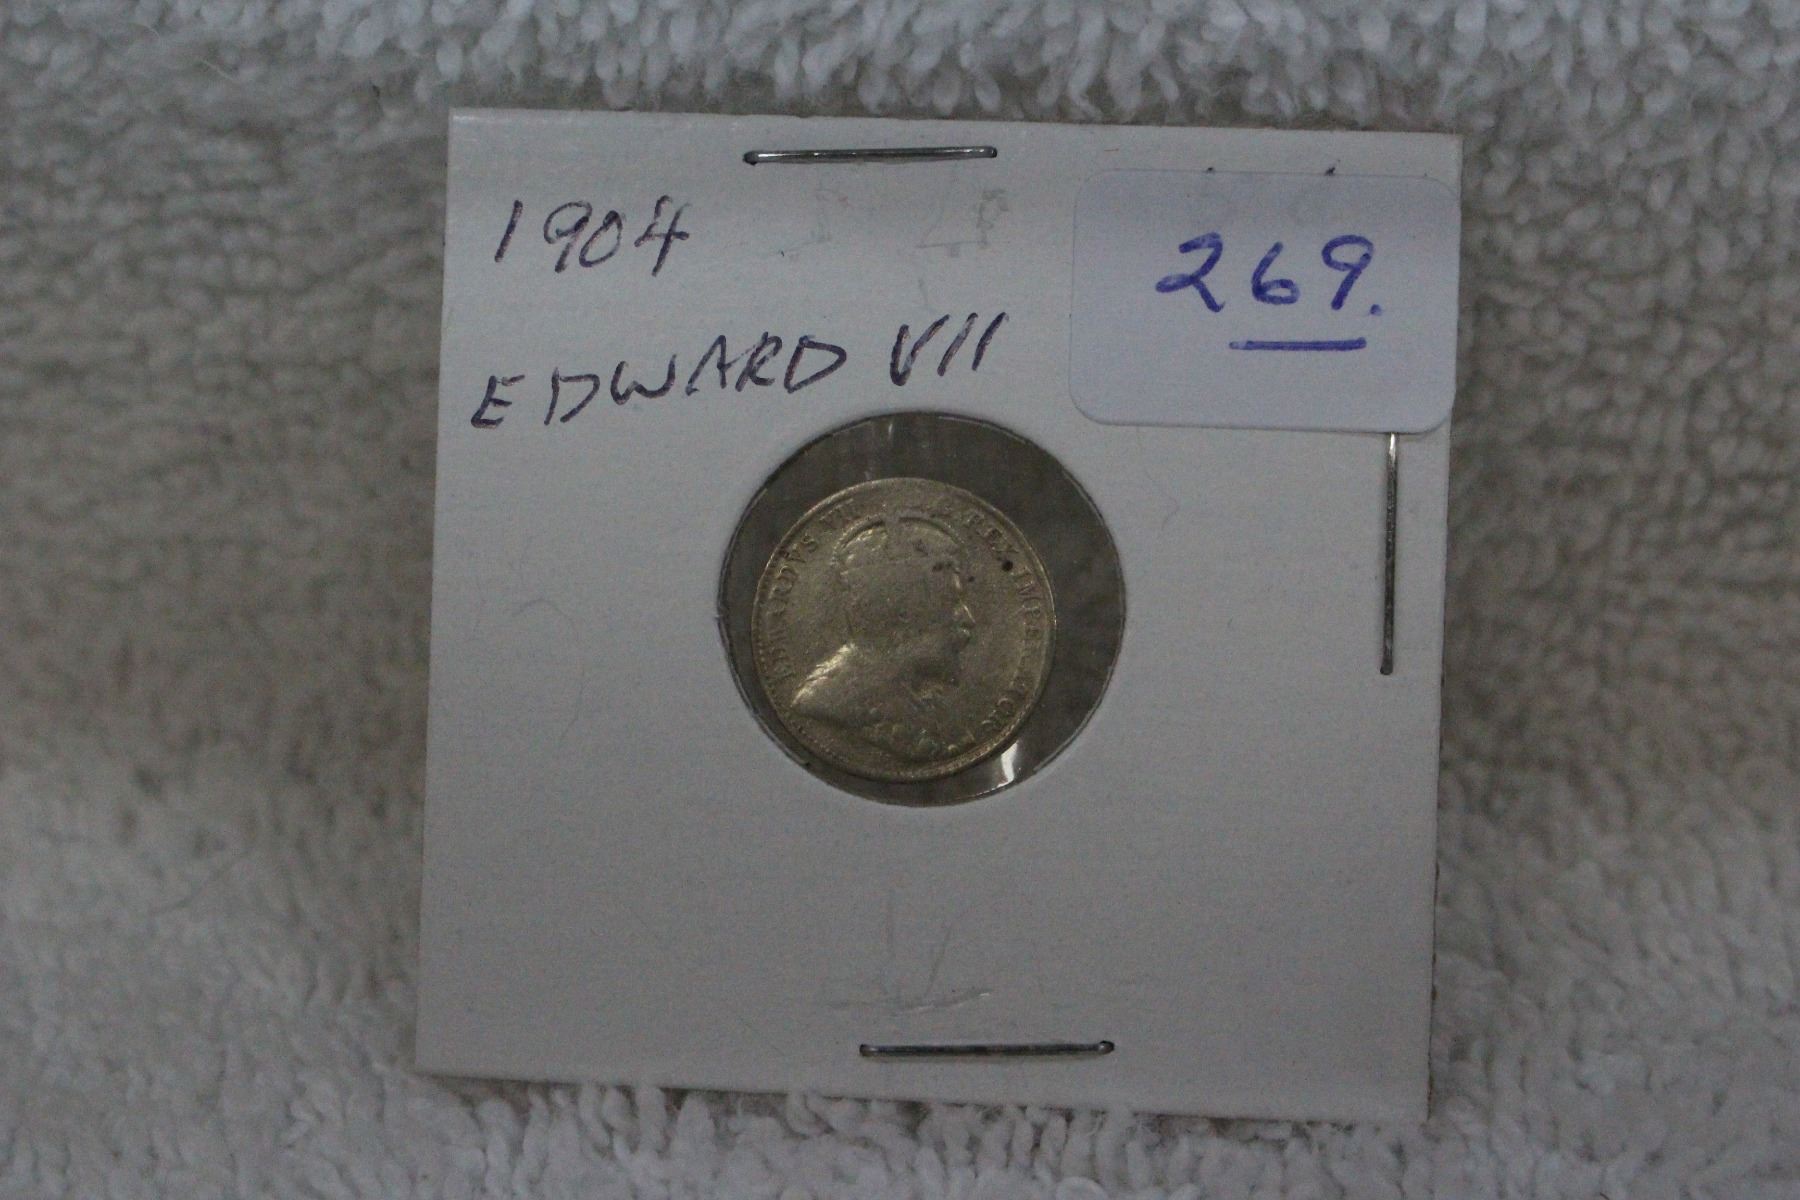 1904
269.
EDWARD VII
EDWARDVS VII REX IMPERATOR